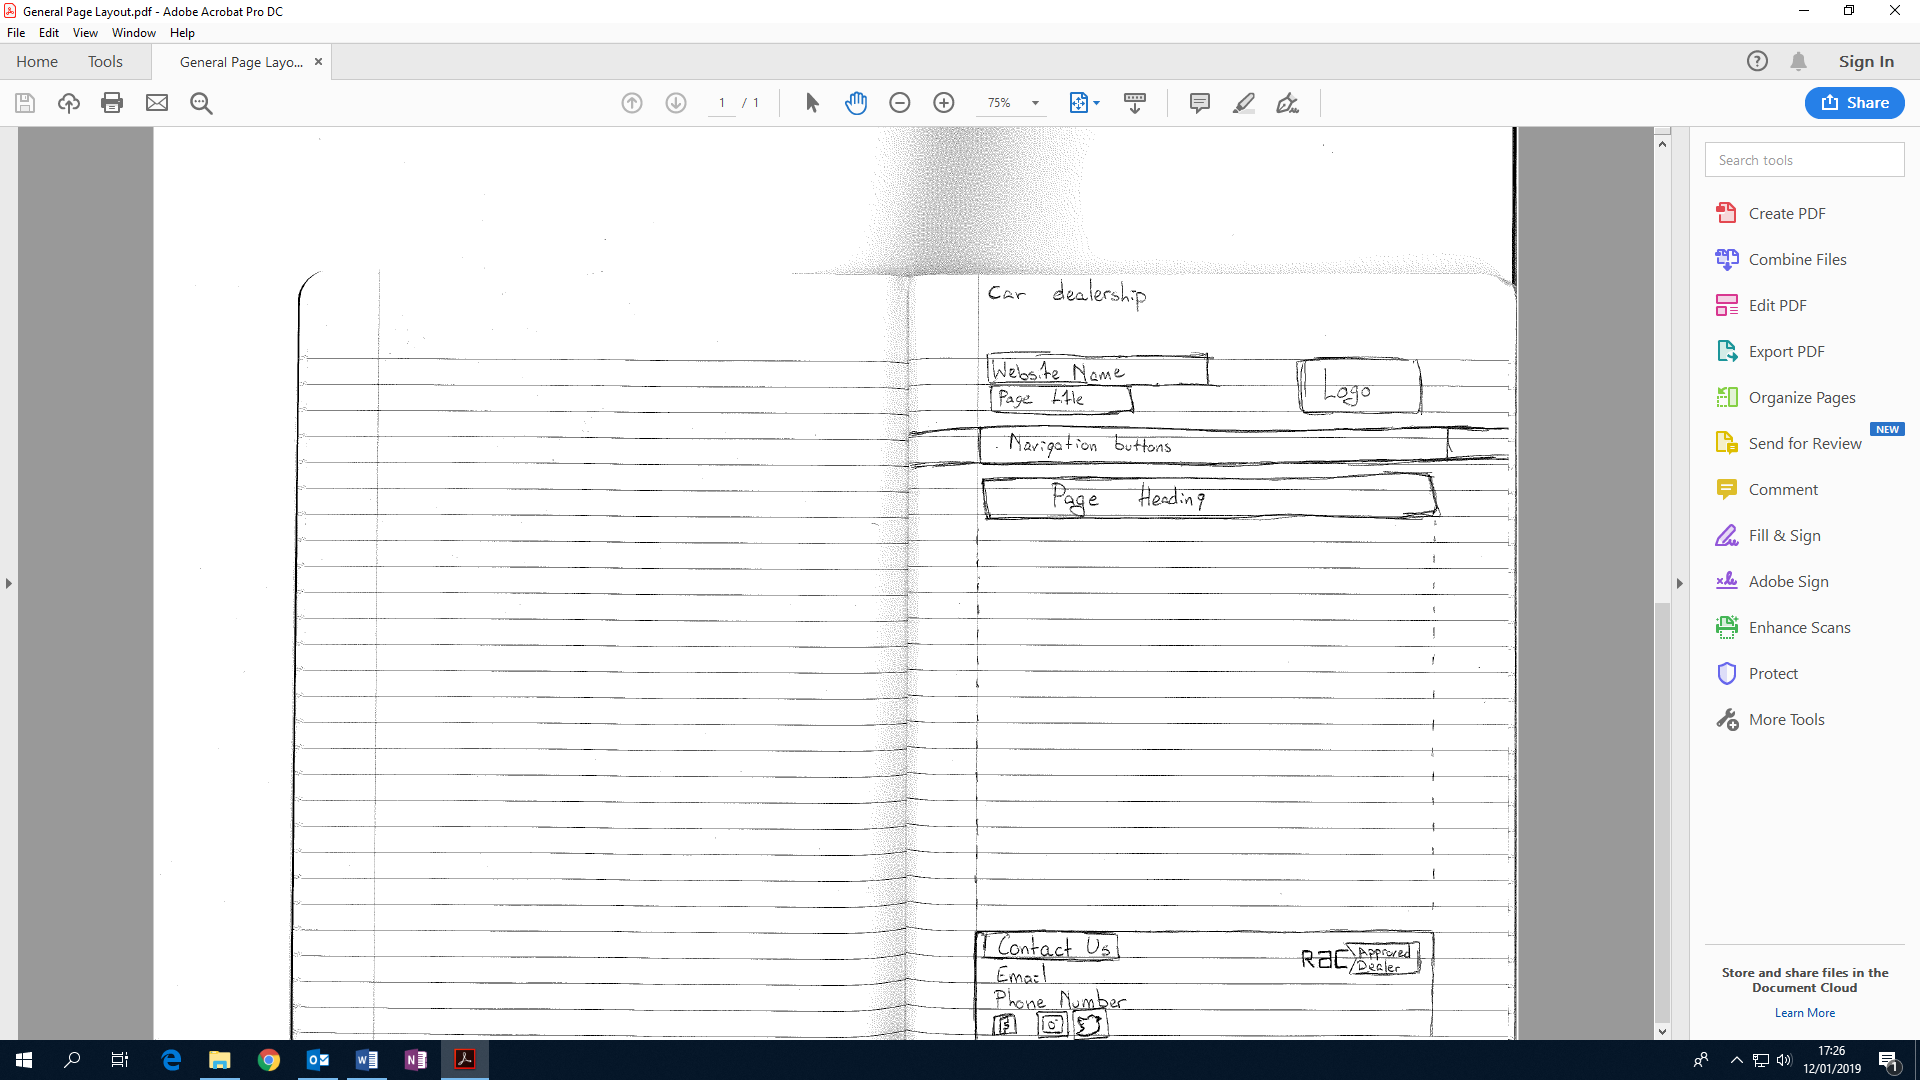 General Page Layout.pdf - Adobe Acrobat Pro DC
File Edit View Window Help
Home Tools General Page Layo... × Sign In
1 / 1 75% Share
Search tools
Create PDF
Combine Files
Edit PDF
Export PDF
Organize Pages
Send for Review NEW
Comment
Fill & Sign
Adobe Sign
Enhance Scans
Protect
More Tools
Store and share files in the
Document Cloud
Learn More
Car dealership
Website Name
Page title
Logo
Navigation buttons
Page Heading
Contact Us
RAC Approved
Dealer
Email
Phone Number
17:26
12/01/2019
1